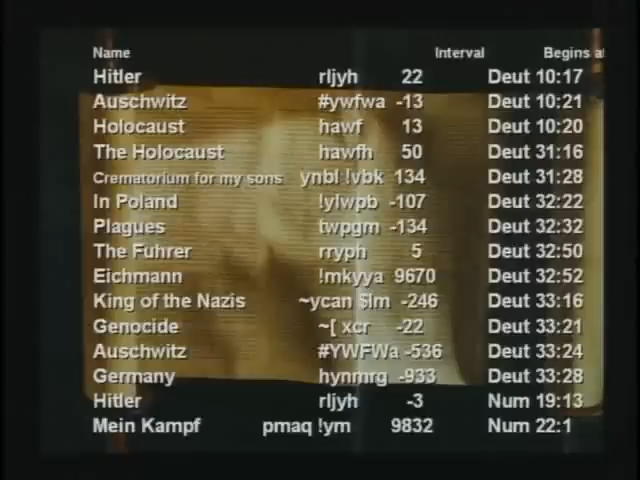 Name Interval Begins at
Hitler rljyh 22 Deut 10:17
Auschwitz #ywfwa -13 Deut 10:21
Holocaust hawf 13 Deut 10:20
The Holocaust hawfh 50 Deut 31:16
Crematorium for my sons ynbl !vbk 134 Deut 31:28
In Poland !ylwpb -107 Deut 32:22
Plagues twpgm -134 Deut 32:32
The Fuhrer rryph 5 Deut 32:50
Eichmann !mkyya 9670 Deut 32:52
King of the Nazis ~ycan $lm -246 Deut 33:16
Genocide ~[ xcr -22 Deut 33:21
Auschwitz #YWFWa -536 Deut 33:24
Germany hynmrg -933 Deut 33:28
Hitler rljyh -3 Num 19:13
Mein Kampf pmaq !ym 9832 Num 22:1